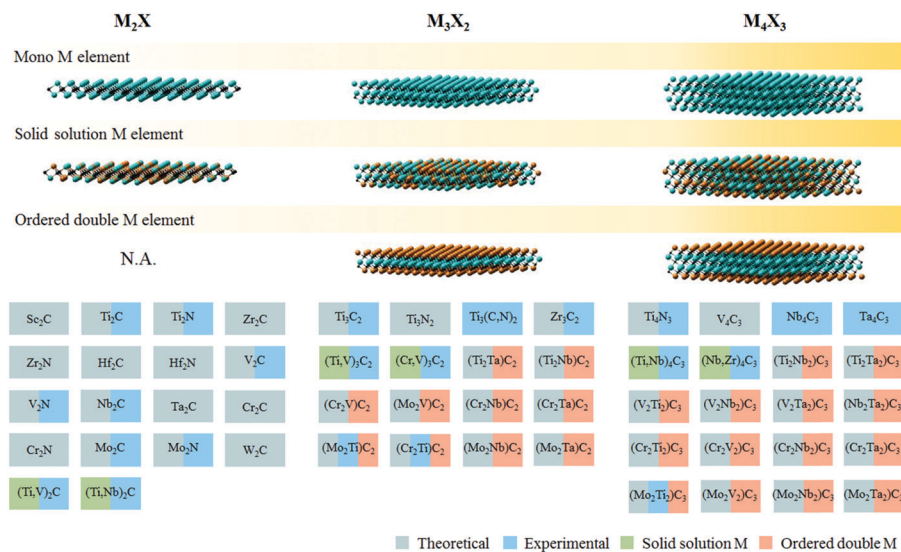 M₂X M₃X₂ M₄X₃
Mono M element
Solid solution M element
Ordered double M element
N.A.
Sc₂C Ti₂C Ti₂N Zr₂C Ti₃C₂ Ti₃N₂ Ti₃(C,N)₂ Zr₃C₂ Ti₄N₃ V₄C₃ Nb₄C₃ Ta₄C₃
Zr₂N Hf₂C Hf₂N V₂C (Ti,V)₃C₂ (Cr,V)₃C₂ (Ti₂Ta)C₂ (Ti₂Nb)C₂ (Ti,Nb)₄C₃ (Nb,Zr)₄C₃ (Ti₂Nb₂)C₃ (Ti₂Ta₂)C₃
V₂N Nb₂C Ta₂C Cr₂C (Cr₂V)C₂ (Mo₂V)C₂ (Cr₂Nb)C₂ (Cr₂Ta)C₂ (V₂Ti₂)C₃ (V₂Nb₂)C₃ (V₂Ta₂)C₃ (Nb₂Ta₂)C₃
Cr₂N Mo₂C Mo₂N W₂C (Mo₂Ti)C₂ (Cr₂Ti)C₂ (Mo₂Nb)C₂ (Mo₂Ta)C₂ (Cr₂Ti₂)C₃ (Cr₂V₂)C₃ (Cr₂Nb₂)C₃ (Cr₂Ta₂)C₃
(Ti,V)₂C (Ti,Nb)₂C (Mo₂Ti₂)C₃ (Mo₂V₂)C₃ (Mo₂Nb₂)C₃ (Mo₂Ta₂)C₃
Theoretical Experimental Solid solution M Ordered double M